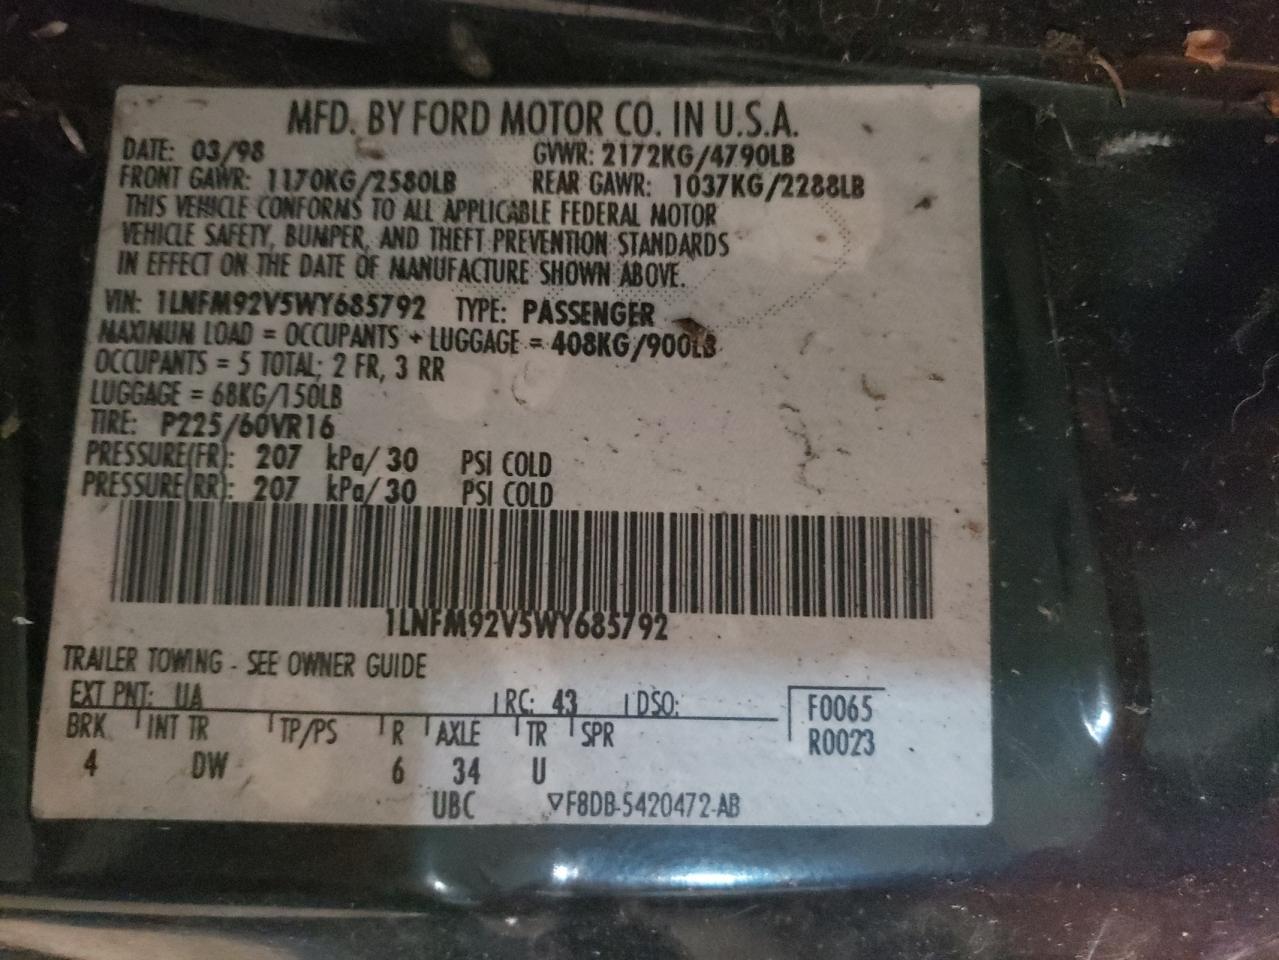 MFD. BY FORD MOTOR CO. IN U.S.A.
DATE: 03/98 GVWR: 2172KG/4790LB
FRONT GAWR: 1170KG/2580LB REAR GAWR: 1037KG/2288LB
THIS VEHICLE CONFORMS TO ALL APPLICABLE FEDERAL MOTOR
VEHICLE SAFETY, BUMPER, AND THEFT PREVENTION STANDARDS
IN EFFECT ON THE DATE OF MANUFACTURE SHOWN ABOVE.
VIN: 1LNFM92V5WY685792 TYPE: PASSENGER
MAXIMUM LOAD = OCCUPANTS + LUGGAGE = 408KG/900LB
OCCUPANTS = 5 TOTAL; 2 FR, 3 RR
LUGGAGE = 68KG/150LB
TIRE: P225/60VR16
PRESSURE(FR): 207 kPa/ 30 PSI COLD
PRESSURE(RR): 207 kPa/ 30 PSI COLD
1LNFM92V5WY685792
TRAILER TOWING - SEE OWNER GUIDE
EXT PNT: UA RC: 43 DSO: F0065
BRK INT TR TP/PS R AXLE TR SPR R0023
4 DW 6 34 U
UBC ▽F8DB-5420472-AB